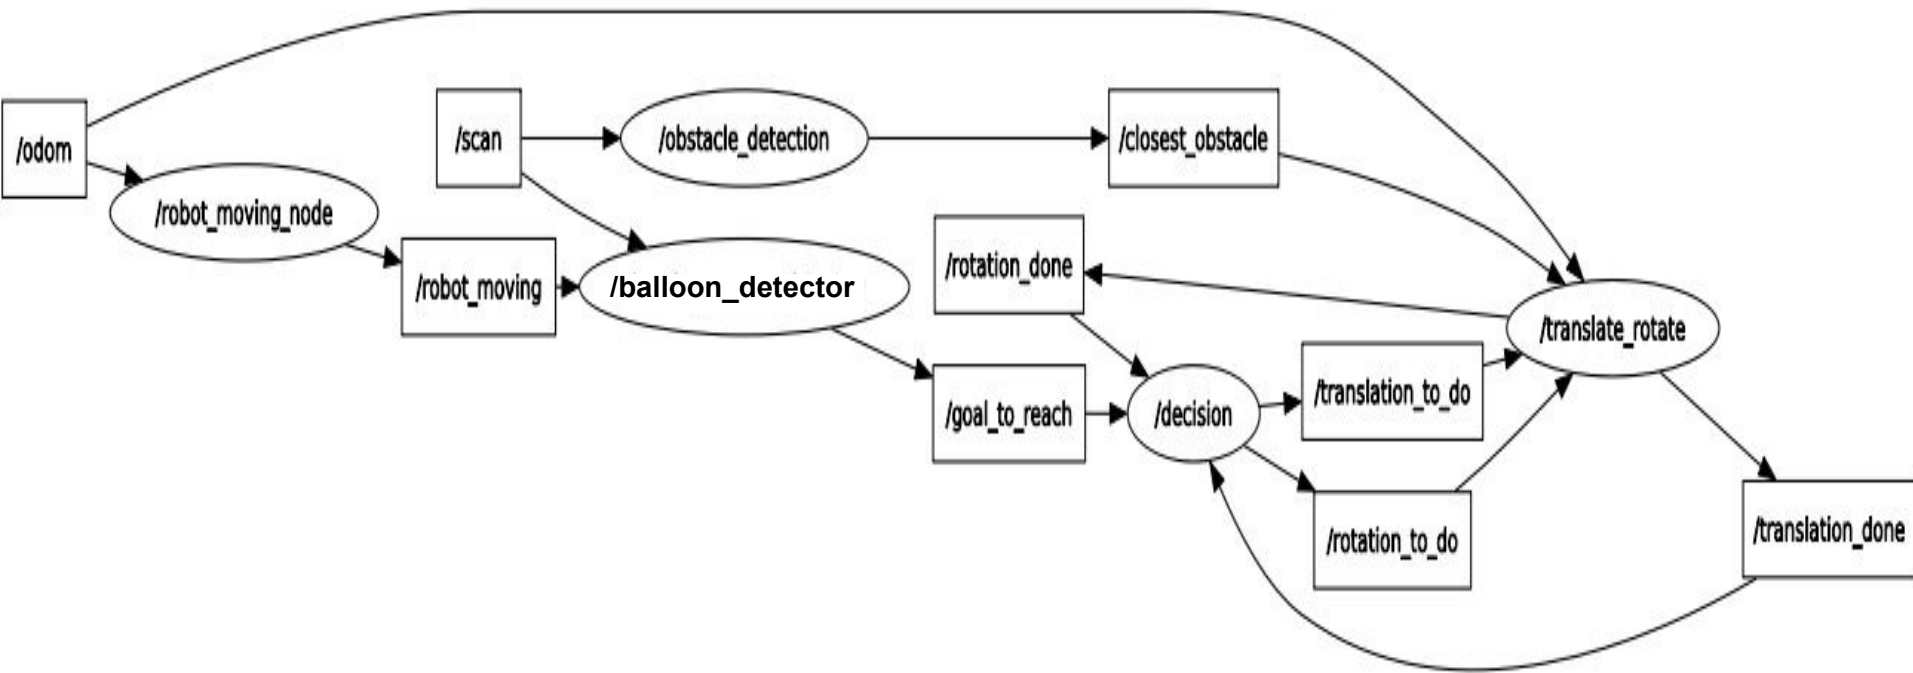 /odom
/scan
/obstacle_detection
/closest_obstacle
/robot_moving_node
/robot_moving
/balloon_detector
/rotation_done
/translate_rotate
/goal_to_reach
/decision
/translation_to_do
/rotation_to_do
/translation_done